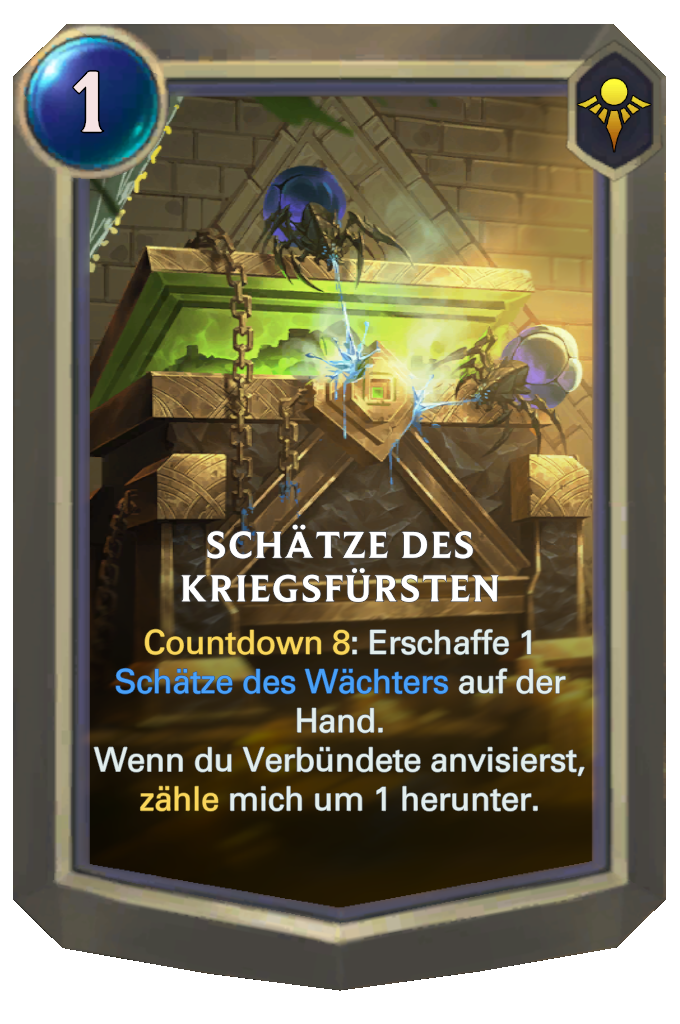 1
SCHÄTZE DES
KRIEGSFÜRSTEN
Countdown 8: Erschaffe 1
Schätze des Wächters auf der
Hand.
Wenn du Verbündete anvisierst,
zähle mich um 1 herunter.